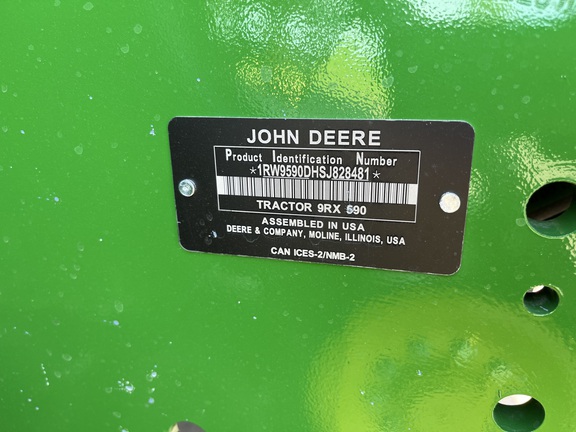 JOHN DEERE
Product Identification Number
*1RW9590DHSJ828481*
TRACTOR 9RX 590
ASSEMBLED IN USA
DEERE & COMPANY, MOLINE, ILLINOIS, USA
CAN ICES-2/NMB-2